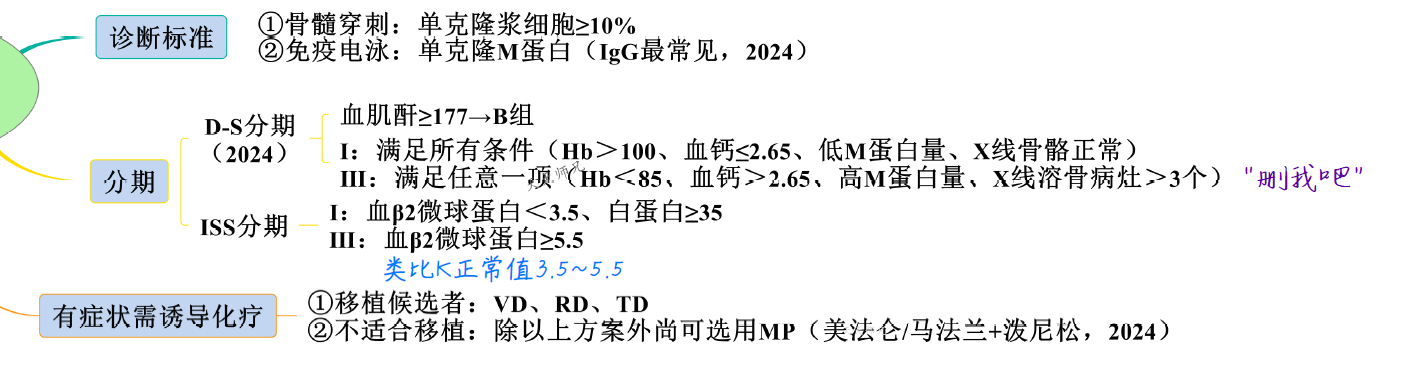 诊断标准
①骨髓穿刺：单克隆浆细胞≥10%
②免疫电泳：单克隆M蛋白（IgG最常见，2024）
分期
D-S分期
（2024）
血肌酐≥177→B组
I：满足所有条件（Hb＞100、血钙≤2.65、低M蛋白量、X线骨骼正常）
III：满足任意一项（Hb＜85、血钙＞2.65、高M蛋白量、X线溶骨病灶＞3个）
"删我吧"
ISS分期
I：血β2微球蛋白＜3.5、白蛋白≥35
III：血β2微球蛋白≥5.5
类比K正常值3.5~5.5
有症状需诱导化疗
①移植候选者：VD、RD、TD
②不适合移植：除以上方案外尚可选用MP（美法仑/马法兰+泼尼松，2024）